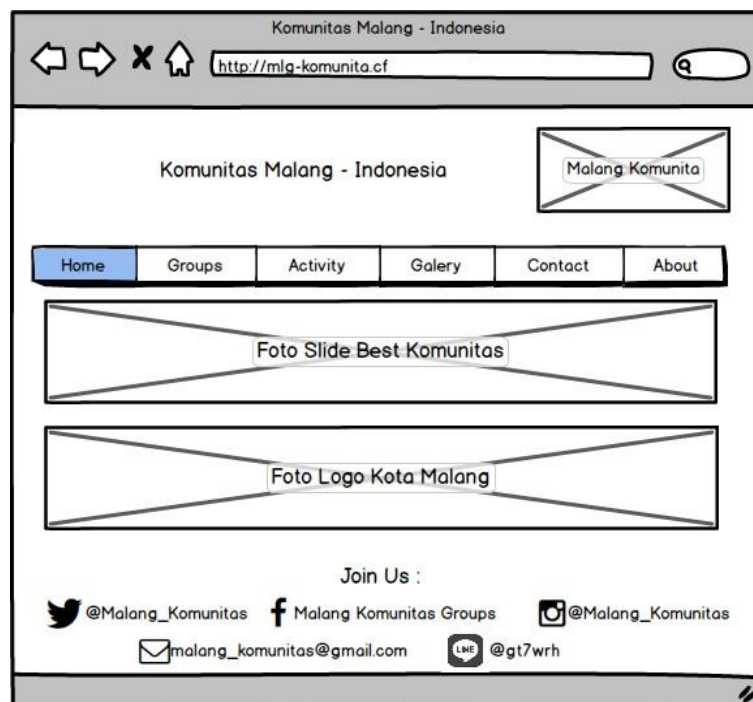 Komunitas Malang - Indonesia
http://mlg-komunita.cf
Komunitas Malang - Indonesia
Malang Komunita
Home Groups Activity Galery Contact About
Foto Slide Best Komunitas
Foto Logo Kota Malang
Join Us :
@Malang_Komunitas Malang Komunitas Groups @Malang_Komunitas
malang_komunitas@gmail.com LINE @gt7wrh